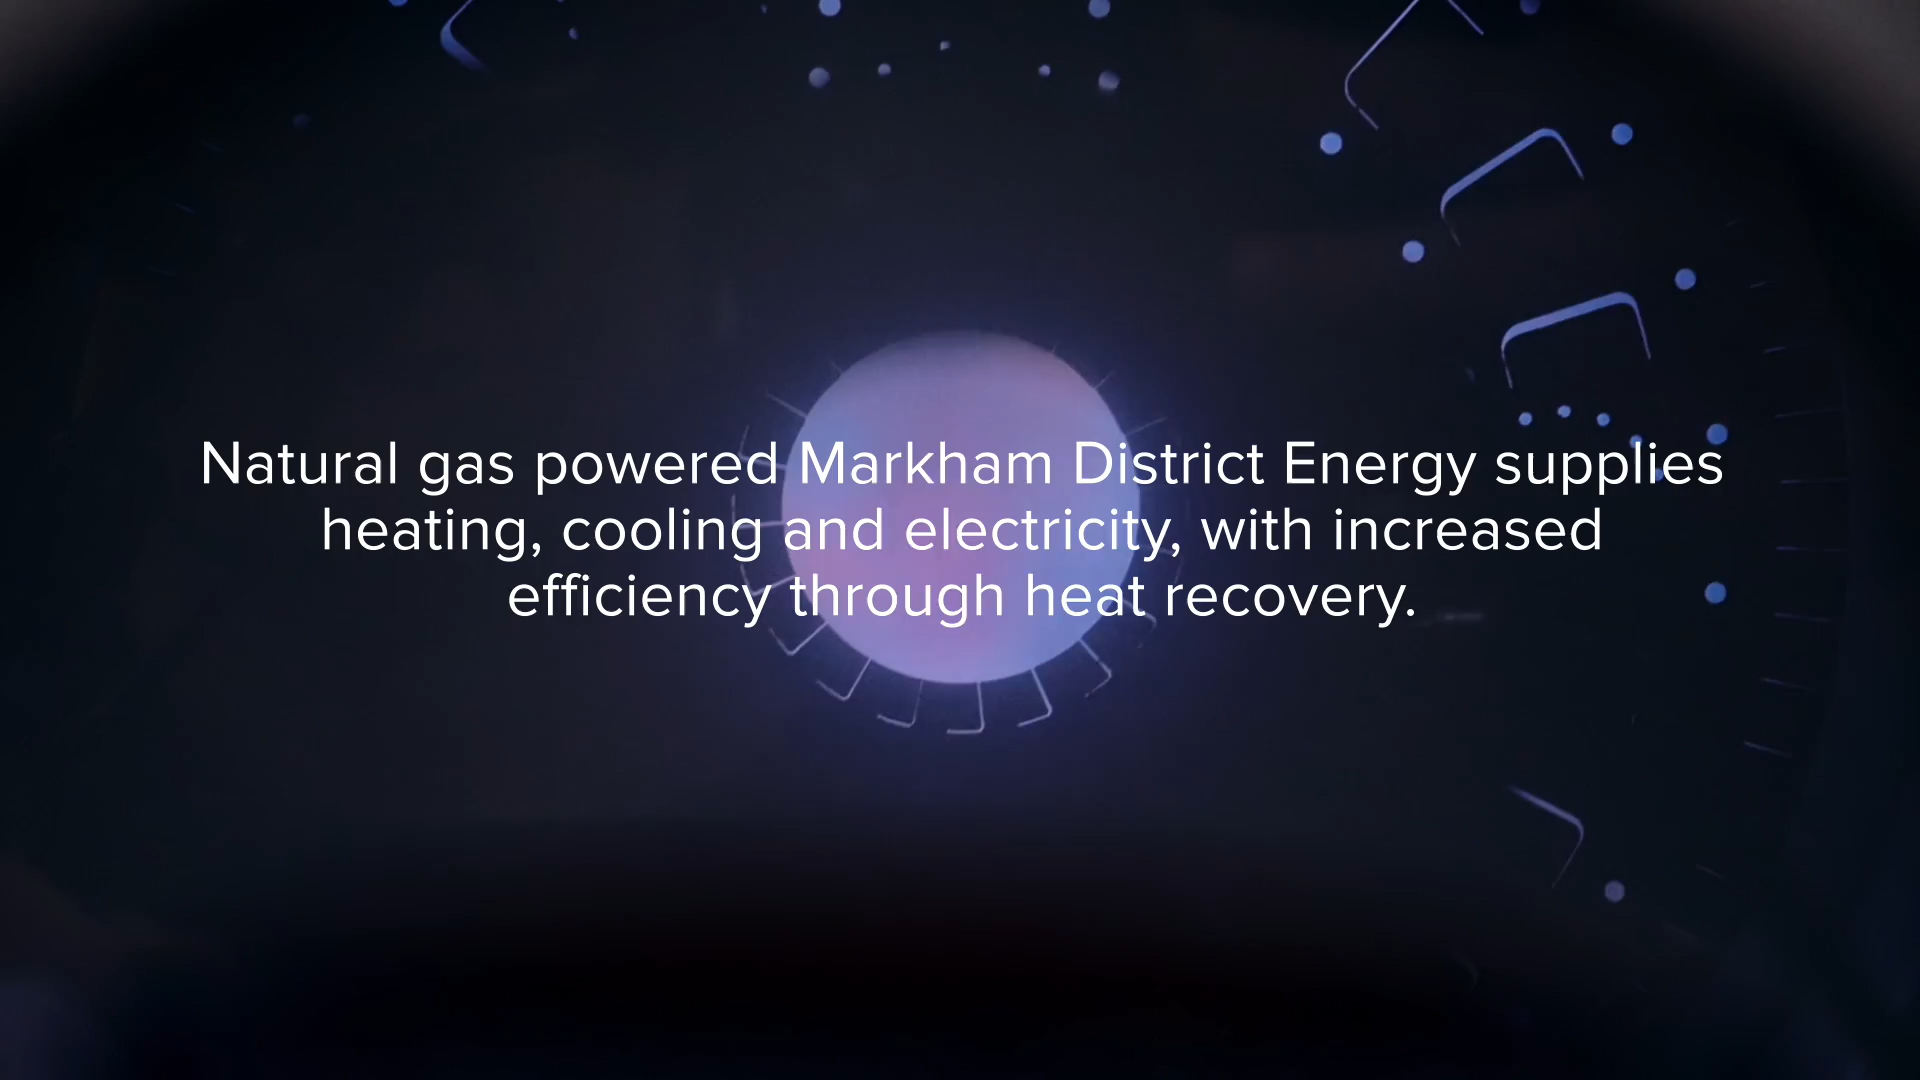 Natural gas powered Markham District Energy supplies
heating, cooling and electricity, with increased
efficiency through heat recovery.